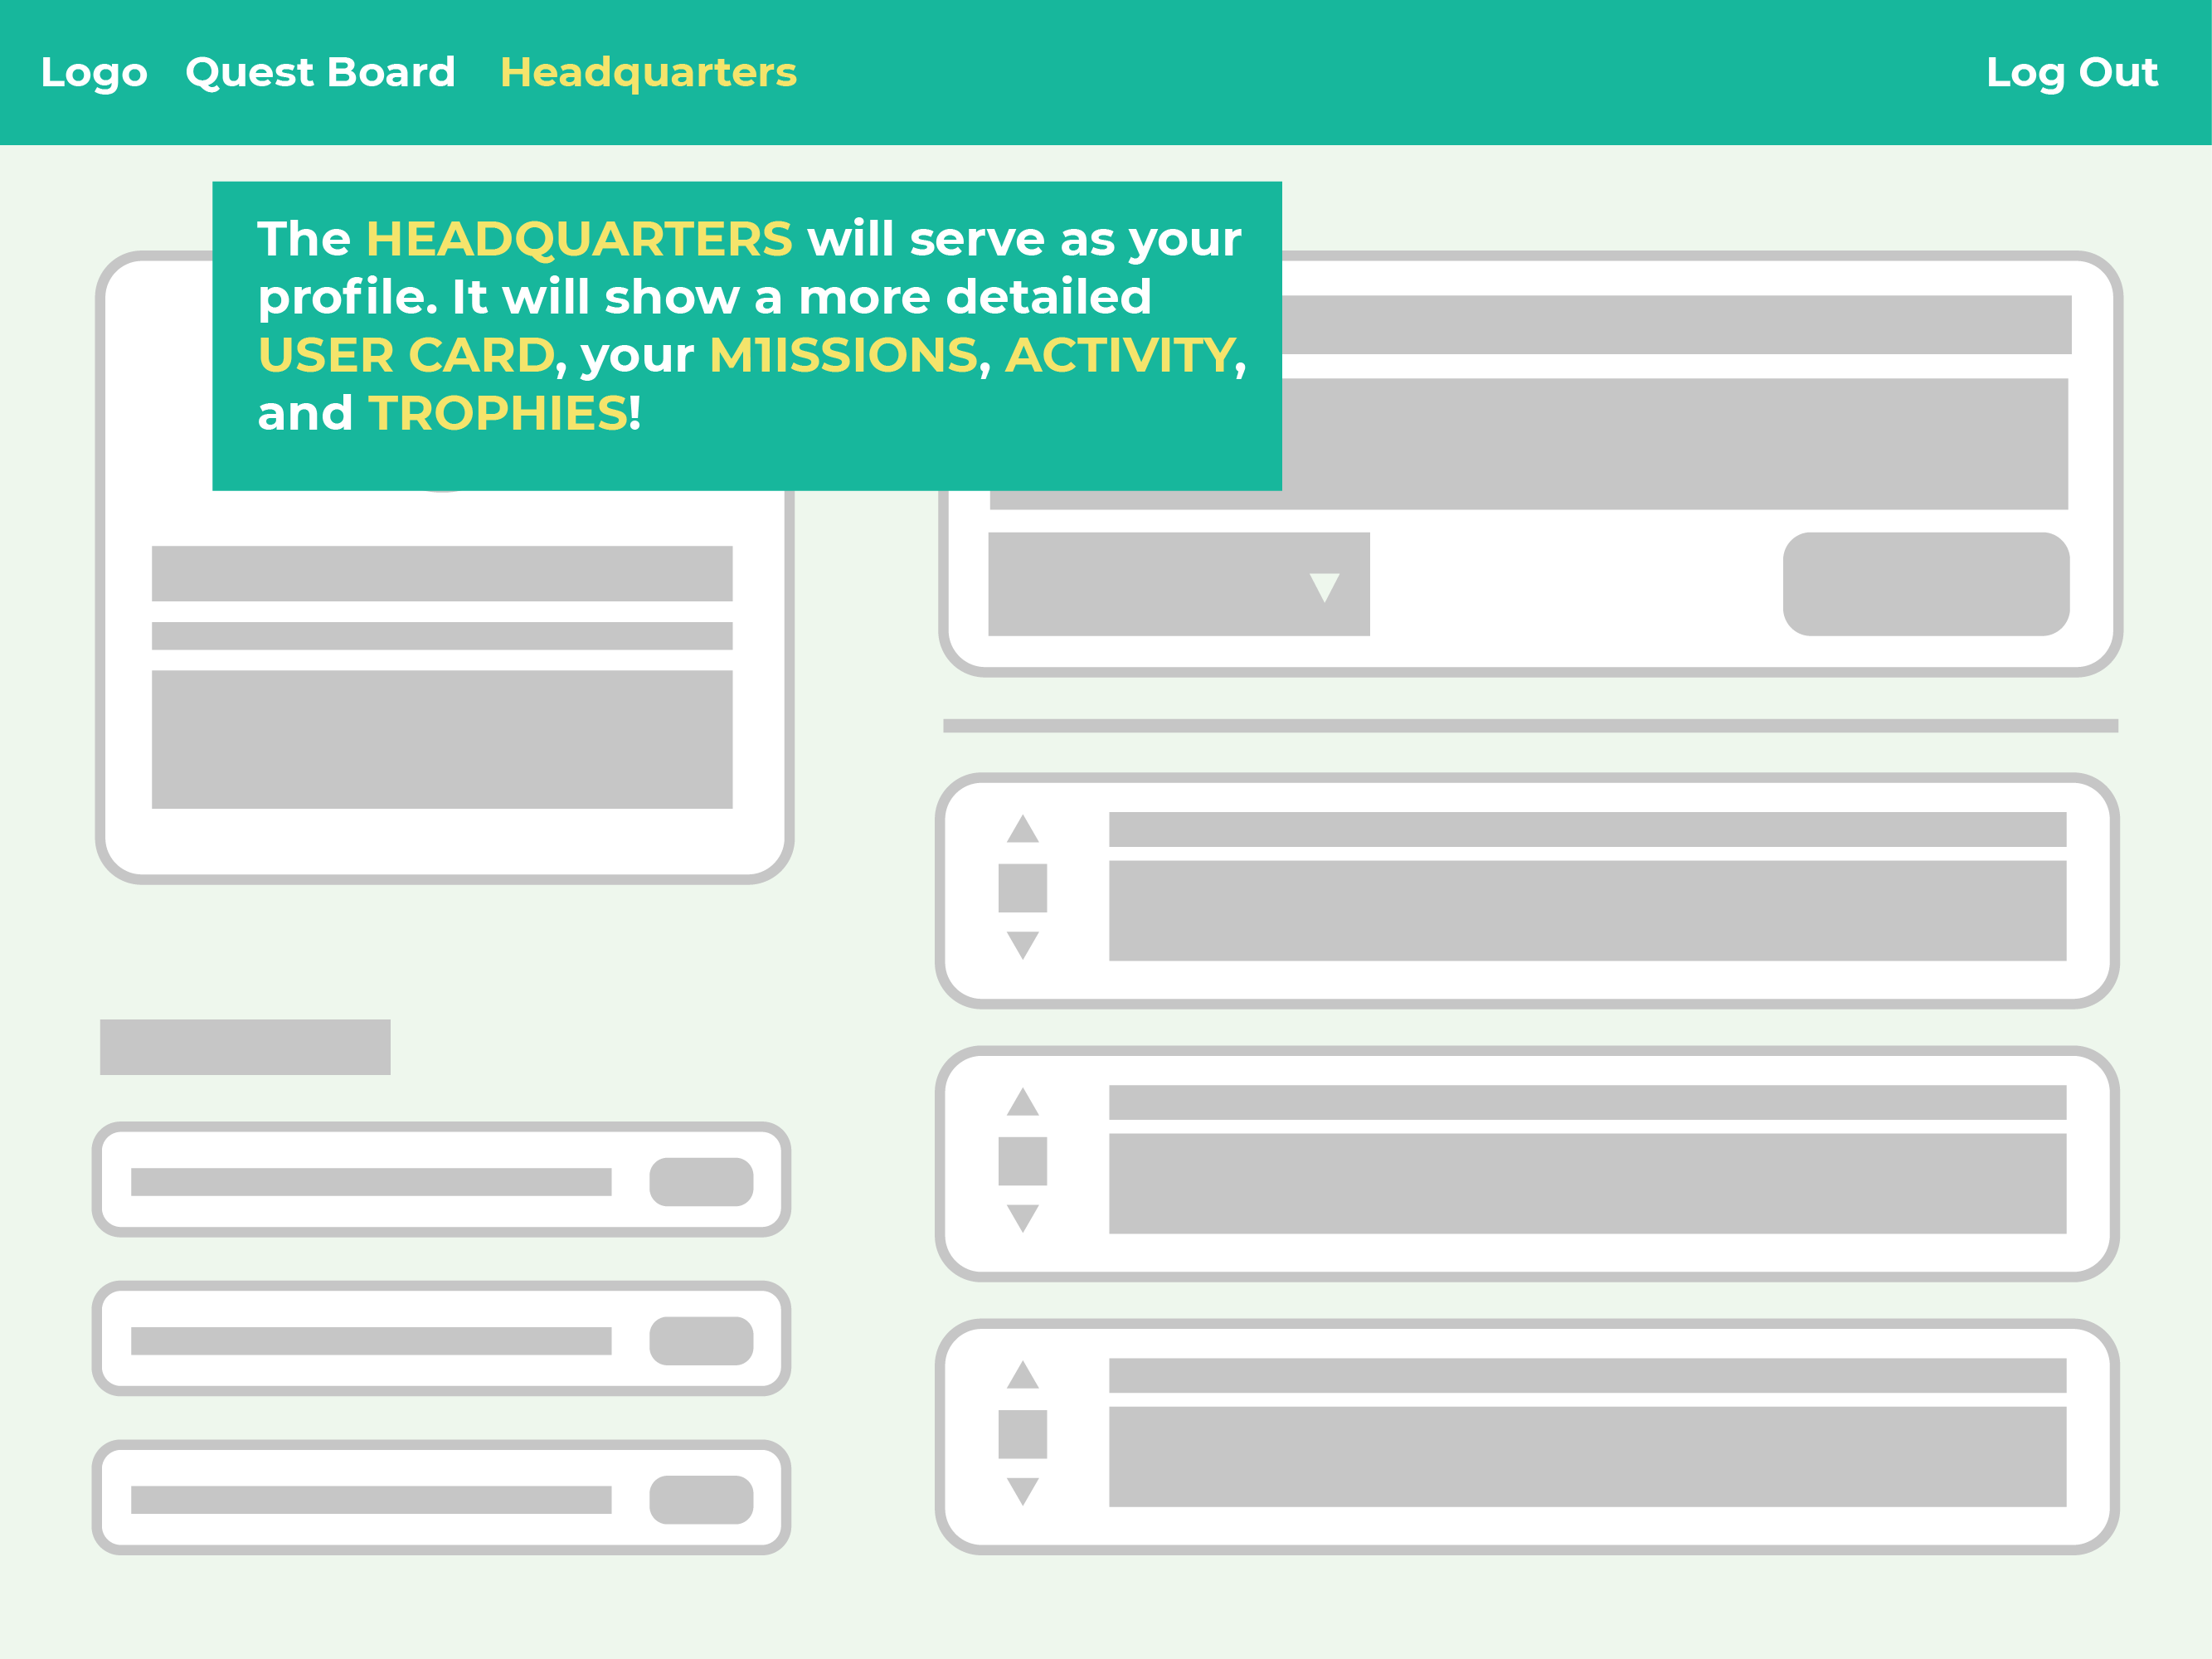 Logo Quest Board Headquarters Log Out
The HEADQUARTERS will serve as your
profile. It will show a more detailed
USER CARD, your MISSIONS, ACTIVITY,
and TROPHIES!